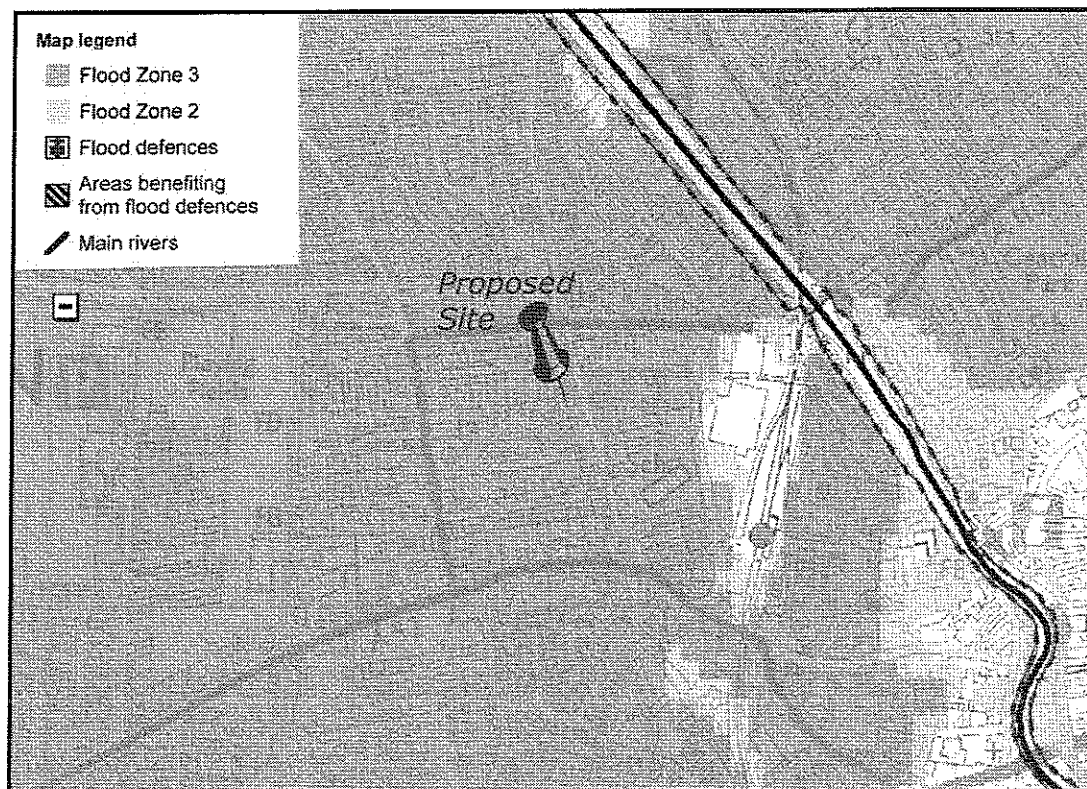 Map legend
Flood Zone 3
Flood Zone 2
Flood defences
Areas benefiting
from flood defences
Main rivers
Proposed
Site